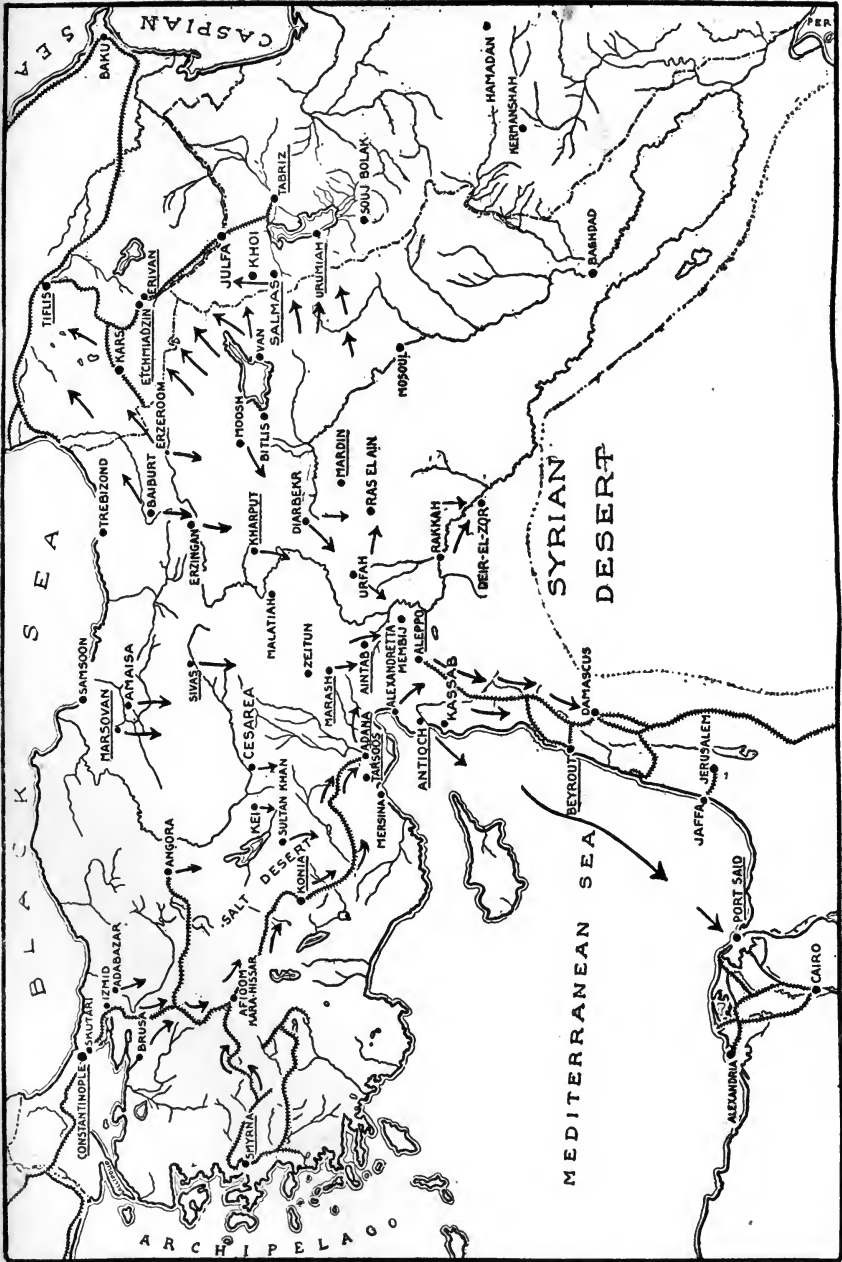 BLACK SEA
CASPIAN
SEA
BAKU
TIFLIS
KARS
ETCHMIADZIN
ERIVAN
JULFA
KHOI
TABRIZ
SALMAS
URUMIAH
SOUJ BOLAK
HAMADAN
KERMANSHAH
PER
BAGHDAD
MOSOUL
VAN
MOOSH
BITLIS
ERZEROOM
BAIBURT
TREBIZOND
ERZINGAN
KHARPUT
DIARBEKR
MARDIN
RAS EL AIN
URFAH
RAKKAH
DEIR-EL-ZOR
SYRIAN
DESERT
MALATIAH
ZEITUN
MARASH
AINTAB
ALEXANDRETTA
MEMBIJ
ALEPPO
SAMSOON
AMAISA
MARSOVAN
SIVAS
CESAREA
KEI
SULTAN KHAN
SALT DESERT
KONIA
ADANA
TARSOOS
MERSINA
ANTIOCH
KASSAB
DAMASCUS
BEYROUT
JERUSALEM
JAFFA
PORT SAID
CAIRO
ALEXANDRIA
MEDITERRANEAN SEA
ANGORA
IZMID
ADABAZAR
SKUTARI
CONSTANTINOPLE
BRUSA
AFIOOM
KARA-HISSAR
SMYRNA
ARCHIPELAGO